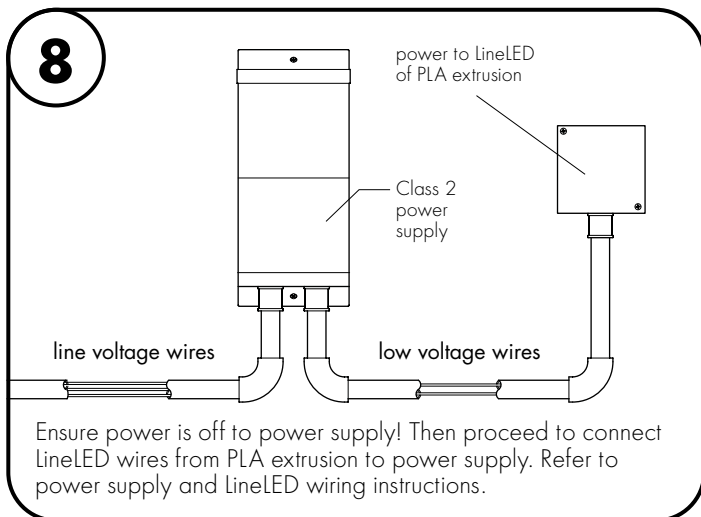 8
power to LineLED
of PLA extrusion
Class 2
power
supply
line voltage wires
low voltage wires
Ensure power is off to power supply! Then proceed to connect
LineLED wires from PLA extrusion to power supply. Refer to
power supply and LineLED wiring instructions.